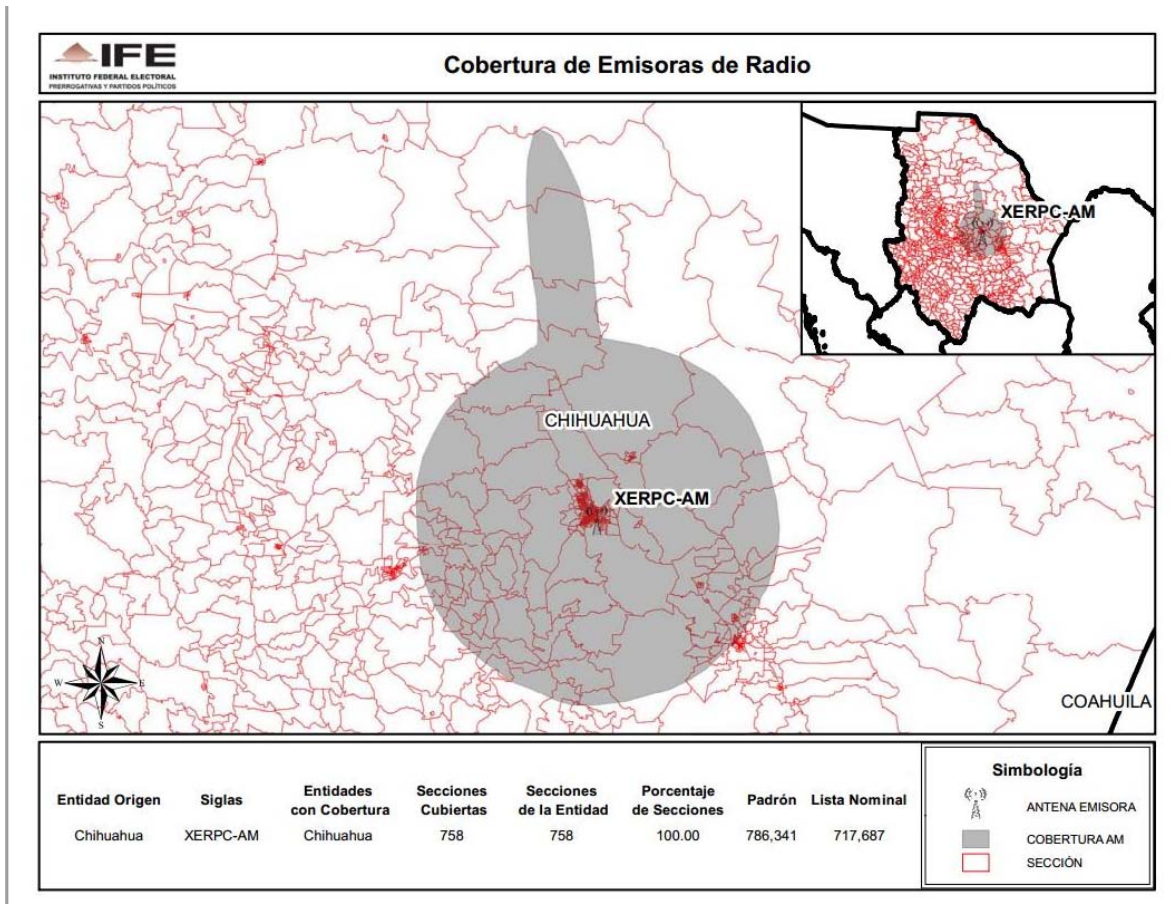 IFE
INSTITUTO FEDERAL ELECTORAL
PRERROGATIVAS Y PARTIDOS POLÍTICOS
Cobertura de Emisoras de Radio
XERPC-AM
CHIHUAHUA
XERPC-AM
N
W E
S
COAHUILA
Entidad Origen Siglas Entidades con Cobertura Secciones Cubiertas Secciones de la Entidad Porcentaje de Secciones Padrón Lista Nominal
Chihuahua XERPC-AM Chihuahua 758 758 100.00 786,341 717,687
Simbología
ANTENA EMISORA
COBERTURA AM
SECCIÓN